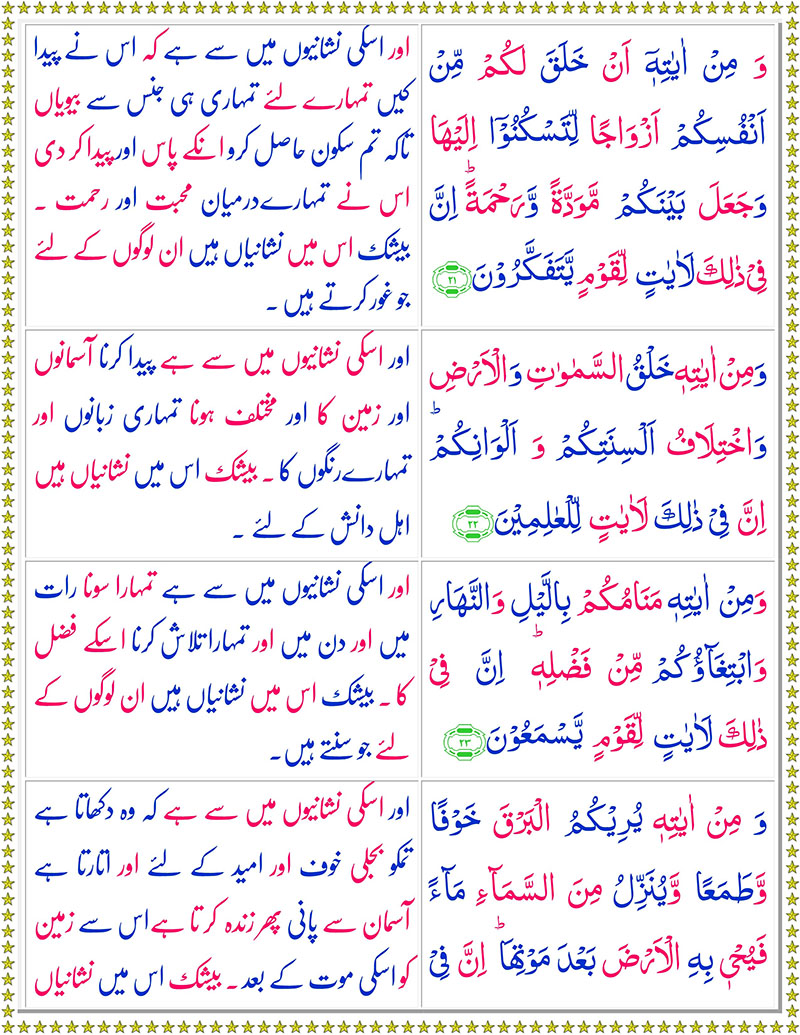 وَ مِنْ اٰيٰتِهٖۤ اَنْ خَلَقَ لَكُمْ مِّنْ
اَنْفُسِكُمْ اَزْوَاجًا لِّتَسْكُنُوْۤا اِلَيْهَا
وَجَعَلَ بَيْنَكُمْ مَّوَدَّةً وَّرَحْمَةًؕ اِنَّ
فِيْ ذٰلِكَ لَاٰيٰتٍ لِّقَوْمٍ يَّتَفَكَّرُوْنَ ۲۱
اور اسکی نشانیوں میں سے ہے کہ اس نے پیدا
کیں تمہارے لئے تمہاری ہی جنس سے بیویاں
تاکہ تم سکون حاصل کرو انکے پاس اور پیدا کر دی
اس نے تمہارے درمیان محبت اور رحمت ۔
بیشک اس میں نشانیاں ہیں ان لوگوں کے لئے
جو غور کرتے ہیں ۔
وَمِنْ اٰيٰتِهٖ خَلْقُ السَّمٰوٰتِ وَالْاَرْضِ
وَاخْتِلَافُ اَلْسِنَتِكُمْ وَ اَلْوَانِكُمْؕ
اِنَّ فِيْ ذٰلِكَ لَاٰيٰتٍ لِّلْعٰلِمِيْنَ ۲۲
اور اسکی نشانیوں میں سے ہے پیدا کرنا آسمانوں
اور زمین کا اور مختلف ہونا تمہاری زبانوں اور
تمہارے رنگوں کا ۔ بیشک اس میں نشانیاں ہیں
اہل دانش کے لئے ۔
وَمِنْ اٰيٰتِهٖ مَنَامُكُمْ بِالَّيْلِ وَالنَّهَارِ
وَابْتِغَآؤُكُمْ مِّنْ فَضْلِهٖؕ اِنَّ فِيْ
ذٰلِكَ لَاٰيٰتٍ لِّقَوْمٍ يَّسْمَعُوْنَ ۲۳
اور اسکی نشانیوں میں سے ہے تمہارا سونا رات
میں اور دن میں اور تمہارا تلاش کرنا اسکے فضل
کا ۔ بیشک اس میں نشانیاں ہیں ان لوگوں کے
لئے جو سنتے ہیں۔
وَ مِنْ اٰيٰتِهٖ يُرِيْكُمُ الْبَرْقَ خَوْفًا
وَّطَمَعًا وَّيُنَزِّلُ مِنَ السَّمَآءِ مَآءً
فَيُحْيٖ بِهِ الْاَرْضَ بَعْدَ مَوْتِهَاؕ اِنَّ فِيْ
اور اسکی نشانیوں میں سے ہے کہ وہ دکھاتا ہے
تمکو بجلی خوف اور امید کے لئے اور اتارتا ہے
آسمان سے پانی پھر زندہ کرتا ہے اس سے زمین
کو اسکی موت کے بعد ۔ بیشک اس میں نشانیاں